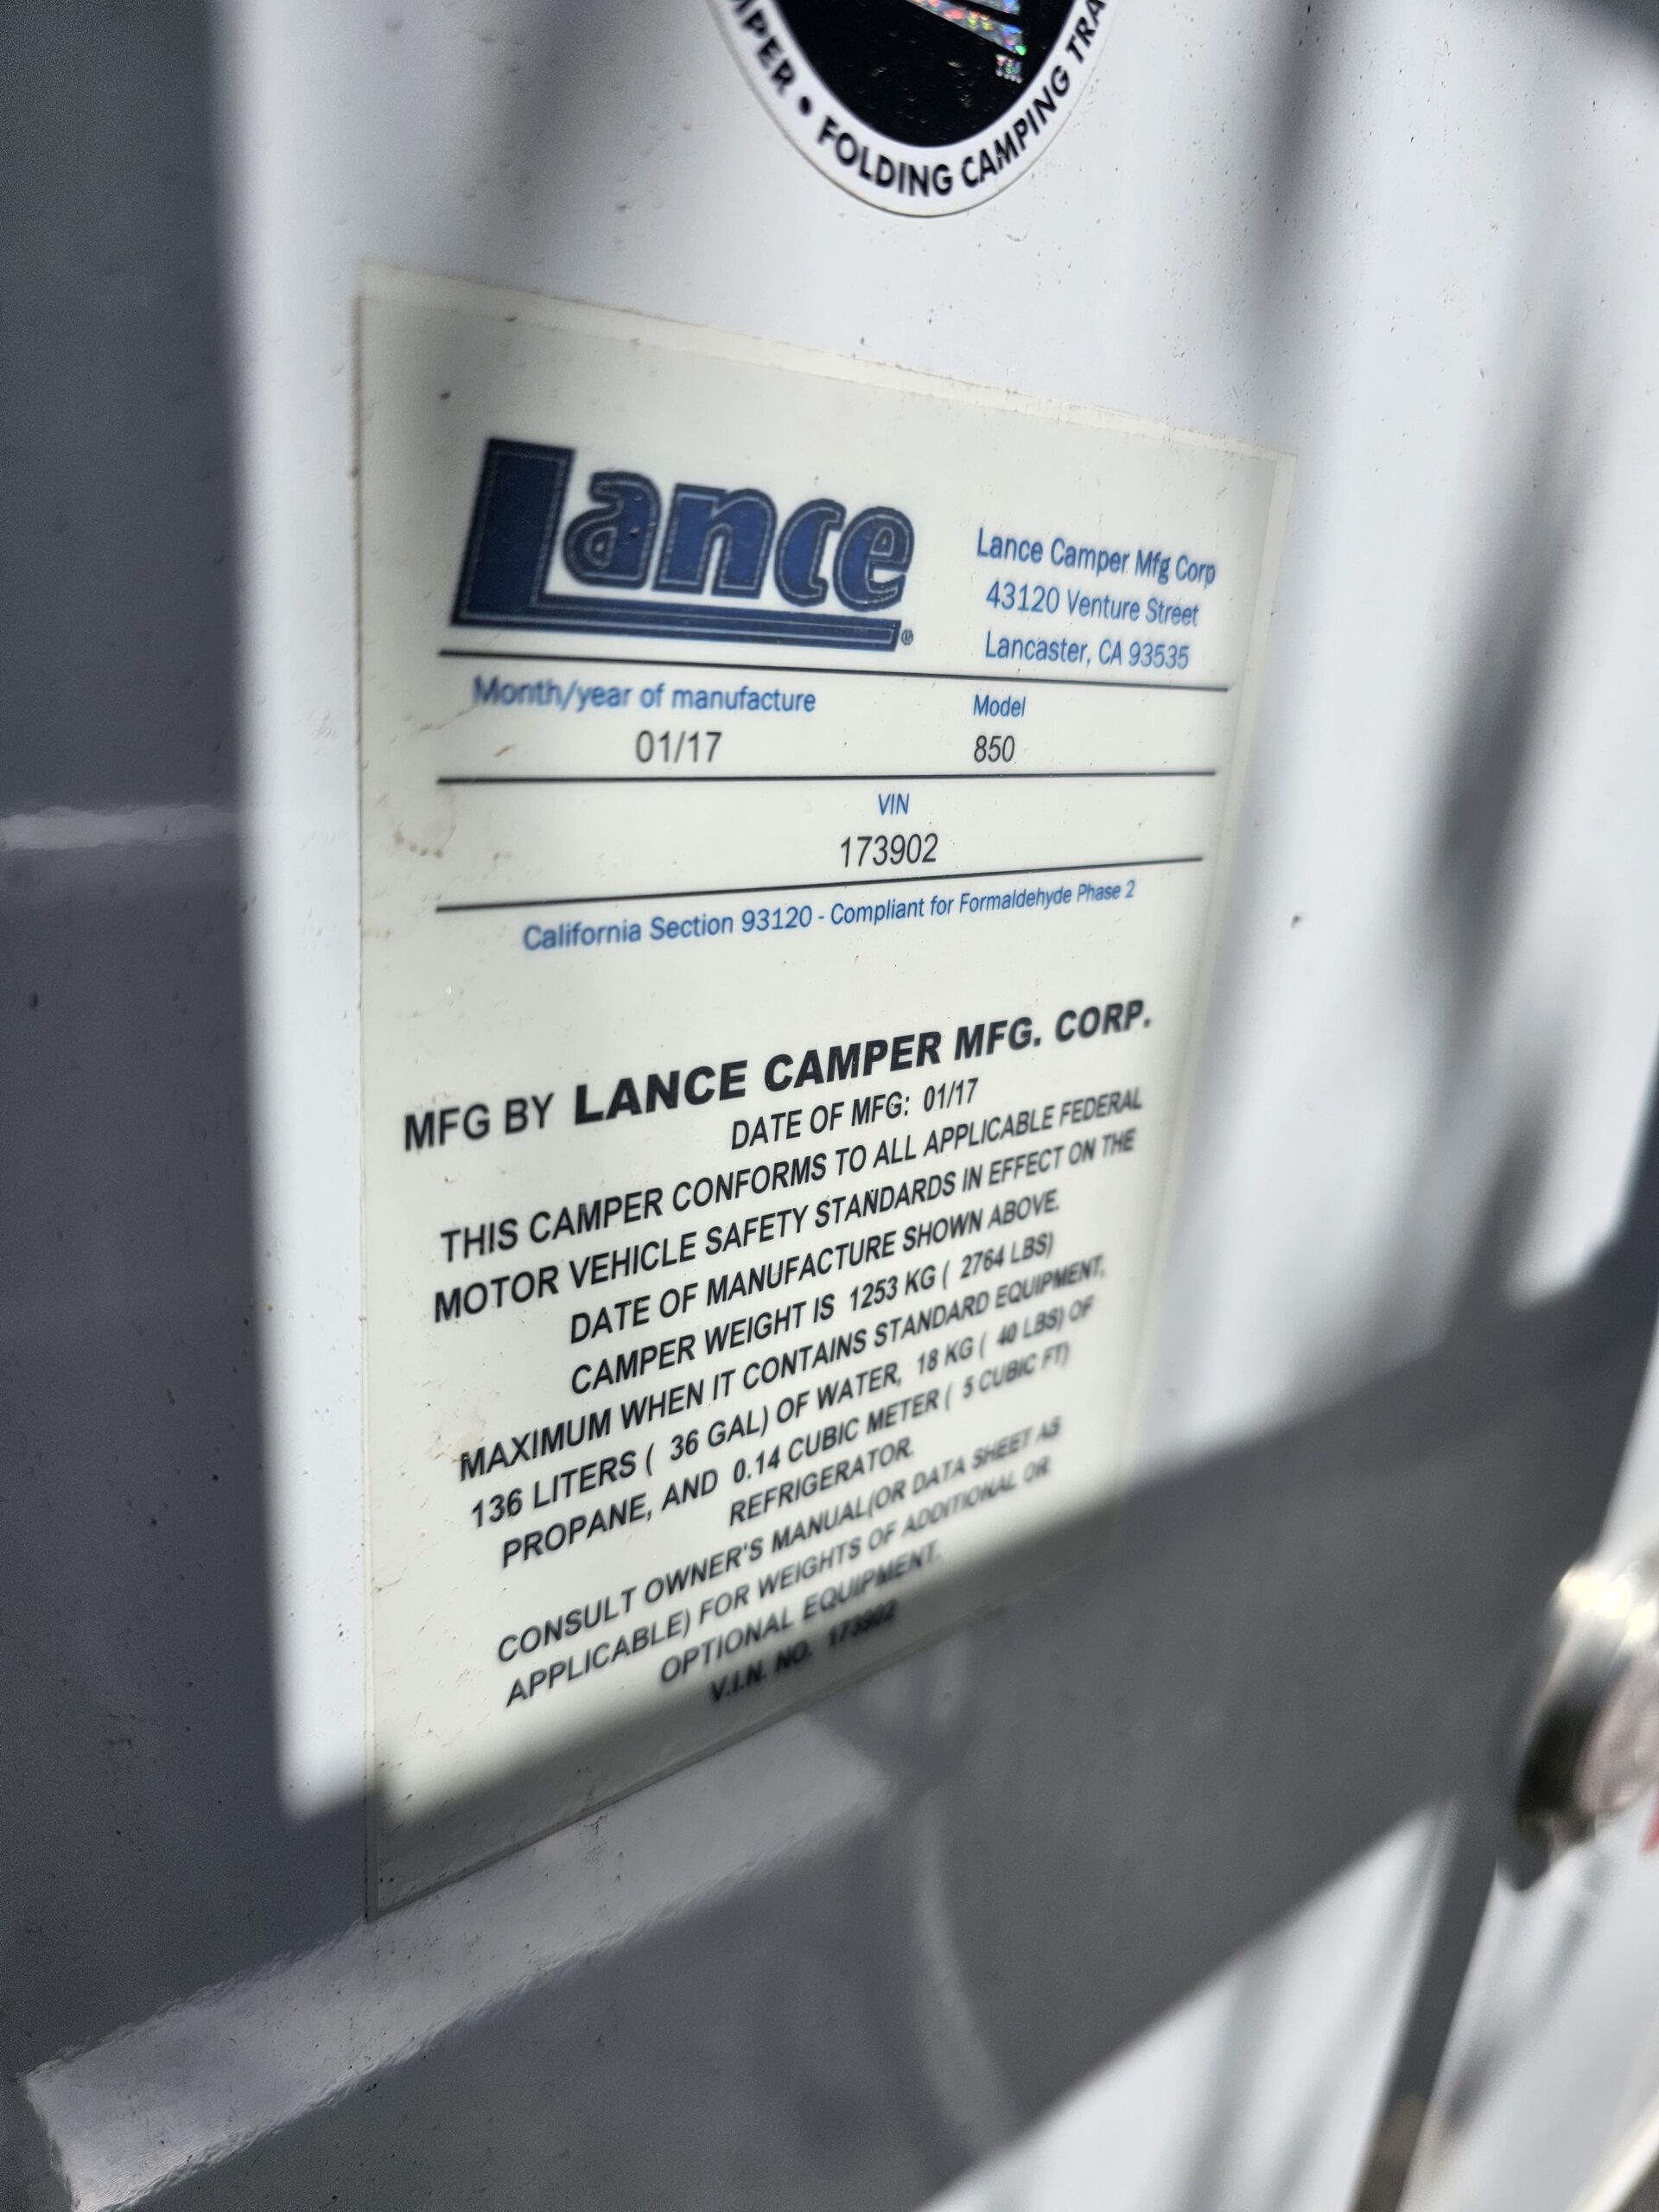 FOLDING CAMPING
Lance®
Lance Camper Mfg Corp
43120 Venture Street
Lancaster, CA 93535
Month/year of manufacture Model
01/17 850
VIN
173902
California Section 93120 - Compliant for Formaldehyde Phase 2
MFG BY LANCE CAMPER MFG. CORP.
DATE OF MFG: 01/17
THIS CAMPER CONFORMS TO ALL APPLICABLE FEDERAL
MOTOR VEHICLE SAFETY STANDARDS IN EFFECT ON THE
DATE OF MANUFACTURE SHOWN ABOVE.
CAMPER WEIGHT IS 1253 KG ( 2764 LBS)
MAXIMUM WHEN IT CONTAINS STANDARD EQUIPMENT,
136 LITERS ( 36 GAL) OF WATER, 18 KG ( 40 LBS) OF
PROPANE, AND 0.14 CUBIC METER ( 5 CUBIC FT)
REFRIGERATOR.
CONSULT OWNER'S MANUAL(OR DATA SHEET AS
APPLICABLE) FOR WEIGHTS OF ADDITIONAL OR
OPTIONAL EQUIPMENT.
V.I.N. NO. 173902